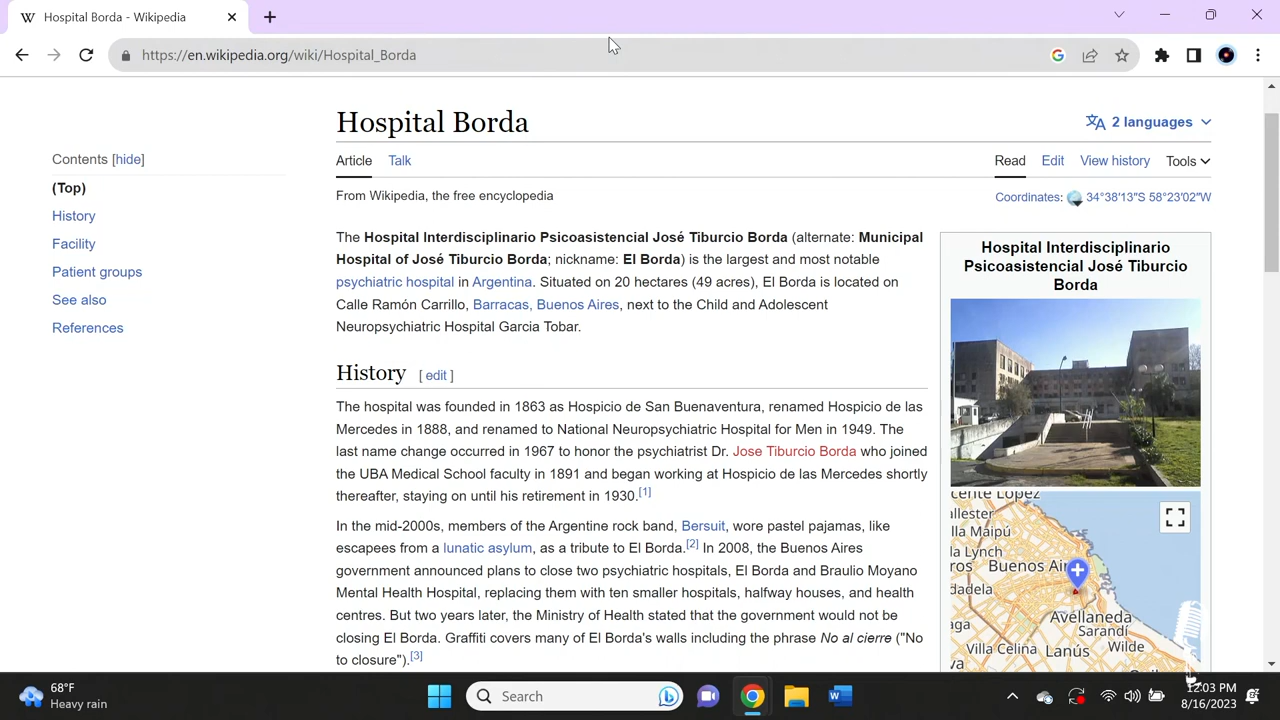 Hospital Borda - Wikipedia
https://en.wikipedia.org/wiki/Hospital_Borda
Hospital Borda
2 languages
Contents [hide]
(Top)
History
Facility
Patient groups
See also
References
Article Talk
Read Edit View history Tools
From Wikipedia, the free encyclopedia
Coordinates: 34°38′13″S 58°23′02″W
The Hospital Interdisciplinario Psicoasistencial José Tiburcio Borda (alternate: Municipal
Hospital of José Tiburcio Borda; nickname: El Borda) is the largest and most notable
psychiatric hospital in Argentina. Situated on 20 hectares (49 acres), El Borda is located on
Calle Ramón Carrillo, Barracas, Buenos Aires, next to the Child and Adolescent
Neuropsychiatric Hospital Garcia Tobar.
History [ edit ]
The hospital was founded in 1863 as Hospicio de San Buenaventura, renamed Hospicio de las
Mercedes in 1888, and renamed to National Neuropsychiatric Hospital for Men in 1949. The
last name change occurred in 1967 to honor the psychiatrist Dr. Jose Tiburcio Borda who joined
the UBA Medical School faculty in 1891 and began working at Hospicio de las Mercedes shortly
thereafter, staying on until his retirement in 1930.[1]
In the mid-2000s, members of the Argentine rock band, Bersuit, wore pastel pajamas, like
escapees from a lunatic asylum, as a tribute to El Borda.[2] In 2008, the Buenos Aires
government announced plans to close two psychiatric hospitals, El Borda and Braulio Moyano
Mental Health Hospital, replacing them with ten smaller hospitals, halfway houses, and health
centres. But two years later, the Ministry of Health stated that the government would not be
closing El Borda. Graffiti covers many of El Borda's walls including the phrase No al cierre ("No
to closure").[3]
Hospital Interdisciplinario
Psicoasistencial José Tiburcio
Borda
cente López
allester
lla Maipú
la Lynch
ros Buenos Aire
dadela
Avellaneda
aga Sarandí
Villa Celina Lanús Wilde
va
68°F
Heavy rain
Search
12:03 PM
8/16/2023